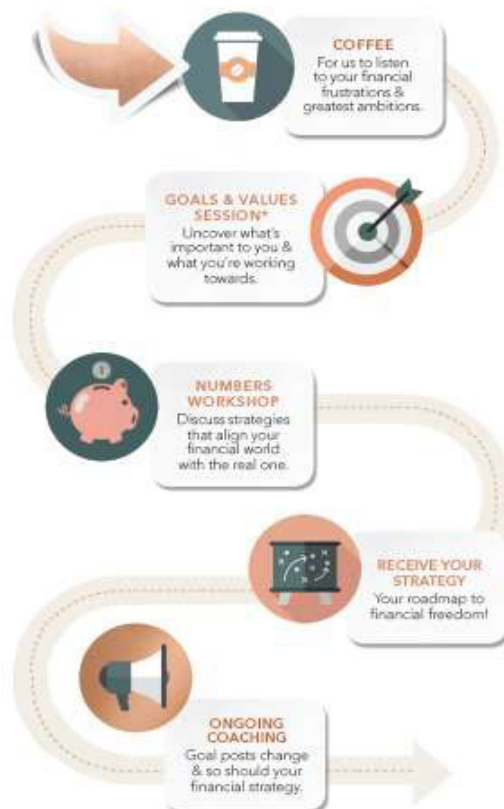 COFFEE
For us to listen
to your financial
frustrations &
greatest ambitions.
GOALS & VALUES
SESSION*
Uncover what's
important to you &
what you're working
towards.
NUMBERS
WORKSHOP
Discuss strategies
that align your
financial world
with the real one.
RECEIVE YOUR
STRATEGY
Your roadmap to
financial freedom!
ONGOING
COACHING
Goal posts change
& so should your
financial strategy.